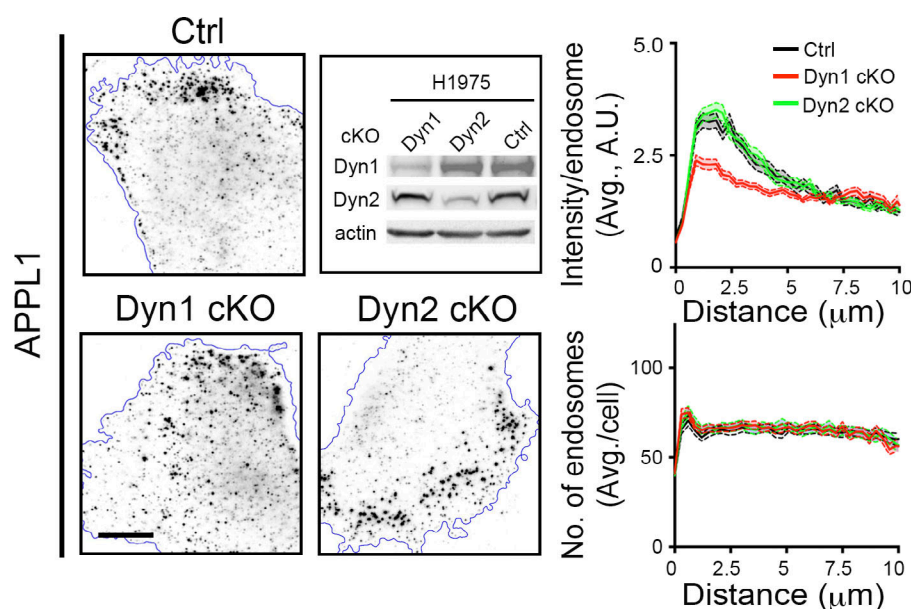 APPL1
Ctrl
H1975
cKO
Dyn1 Dyn2 Ctrl
Dyn1
Dyn2
actin
Dyn1 cKO
Dyn2 cKO
Intensity/endosome
(Avg., A.U.)
5.0
2.5
0
Ctrl
Dyn1 cKO
Dyn2 cKO
0 2.5 5 7.5 10
Distance (μm)
No. of endosomes
(Avg./cell)
100
50
0
0 2.5 5 7.5 10
Distance (μm)